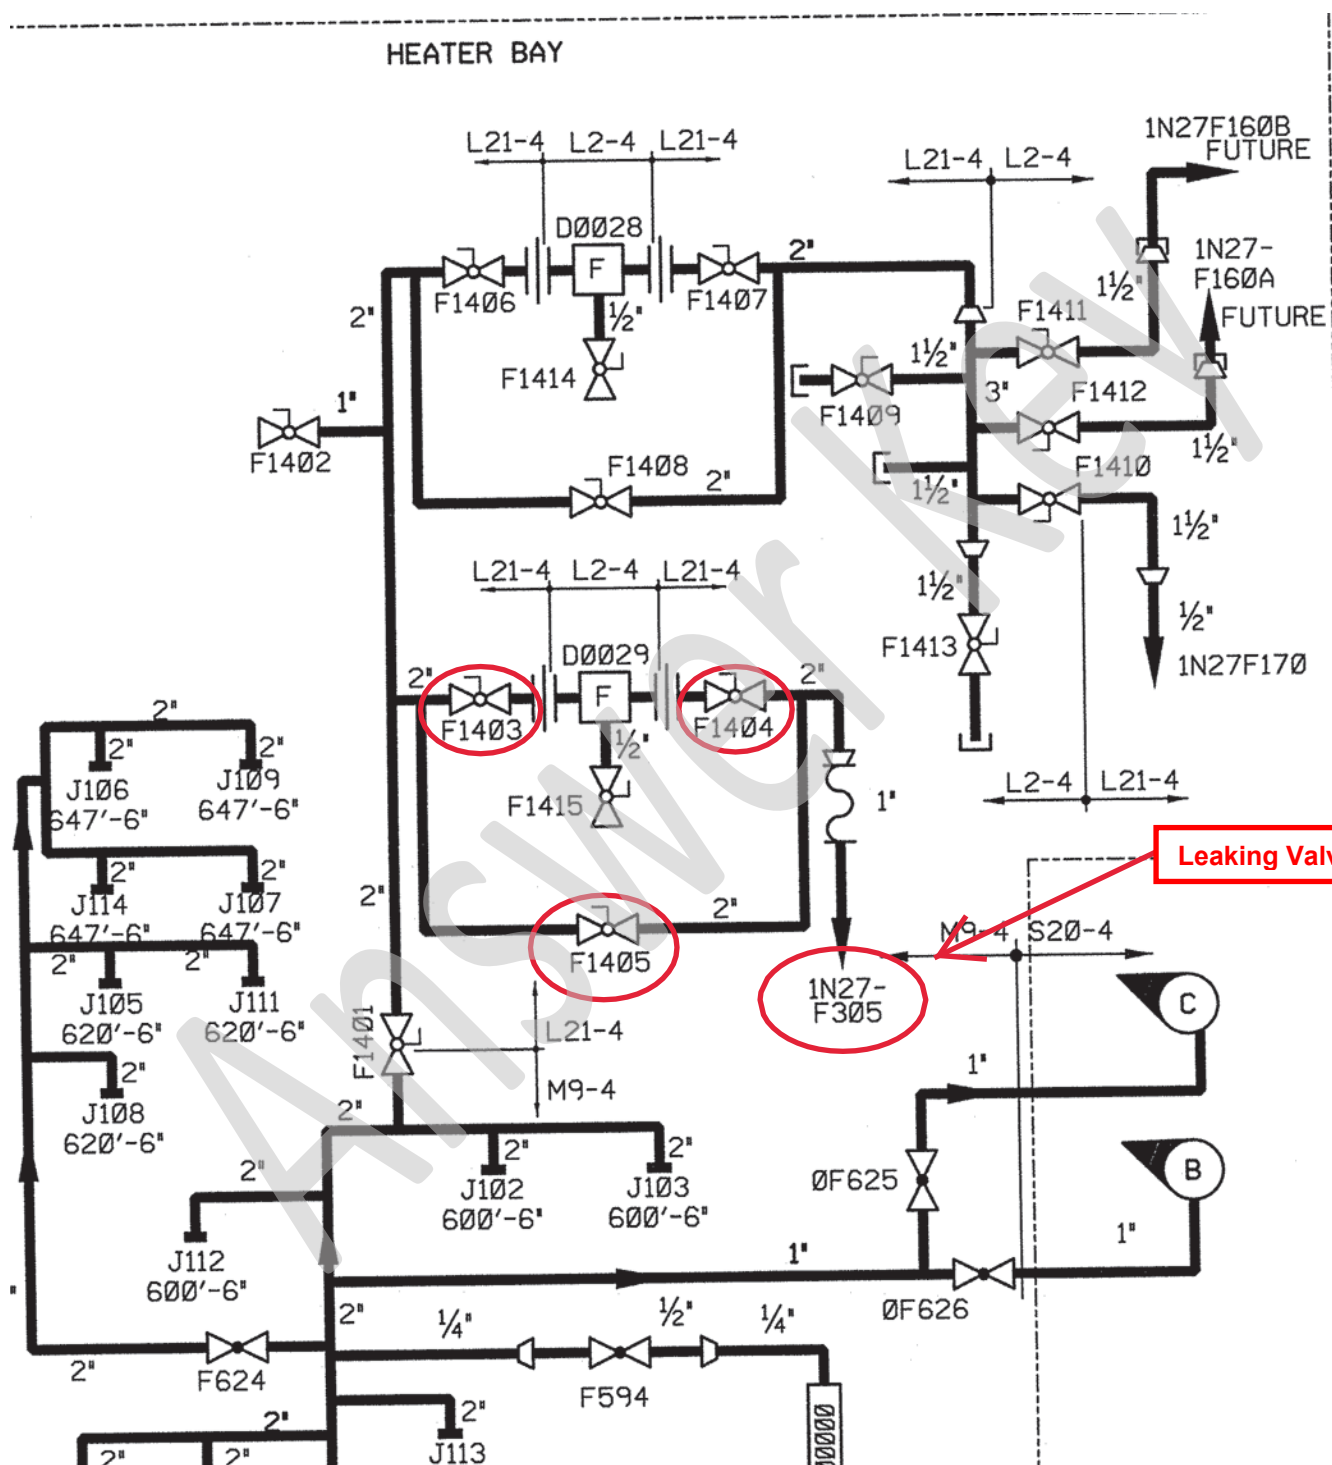 HEATER BAY
1N27F160B
FUTURE
L21-4
L2-4
L21-4
L21-4
L2-4
D0028
F
2"
1N27-
F160A
FUTURE
F1406
F1407
2"
½"
1½"
F1411
F1414
1½"
F1412
1"
F1409
3"
F1402
F1408
2"
1½"
F1410
1½"
1½"
L21-4
L2-4
L21-4
1½"
½"
F1413
1N27F170
D0029
F
2"
2"
F1403
F1404
½"
2"
2"
2"
J106
647'-6"
J109
647'-6"
F1415
1"
L2-4
L21-4
Leaking Valv
2"
2"
J114
647'-6"
J107
647'-6"
2"
2"
F1405
M9-4
S20-4
2"
2"
J105
620'-6"
J111
620'-6"
1N27-
F305
C
F1401
L21-4
2"
J108
620'-6"
M9-4
1"
2"
2"
2"
2"
J102
600'-6"
J103
600'-6"
0F625
B
J112
600'-6"
1"
1"
0F626
2"
¼"
½"
¼"
2"
F624
F594
2"
2"
J113
2"
2"
00000
Answer Key